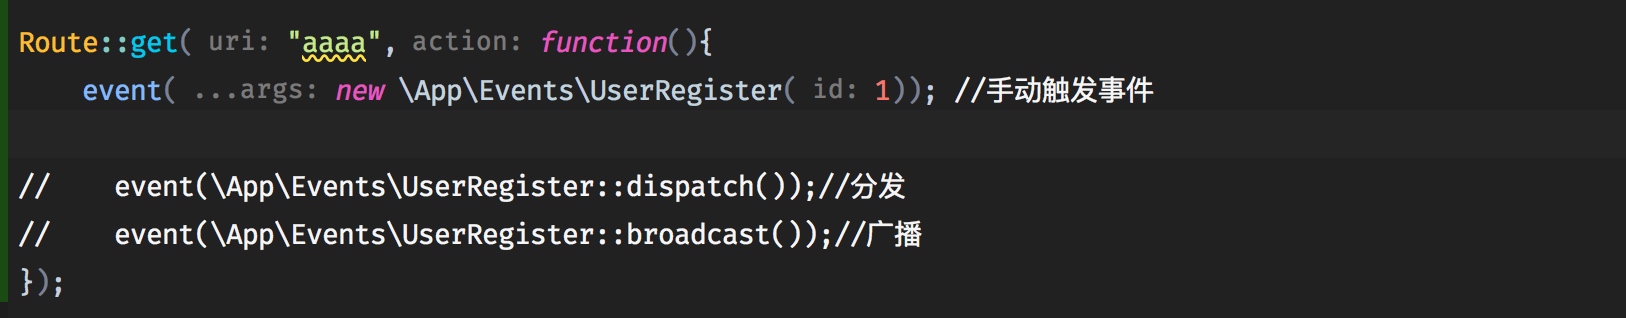 Route::get( uri: "aaaa", action: function(){
    event( ...args: new \App\Events\UserRegister( id: 1)); //手动触发事件
//    event(\App\Events\UserRegister::dispatch());//分发
//    event(\App\Events\UserRegister::broadcast());//广播
});